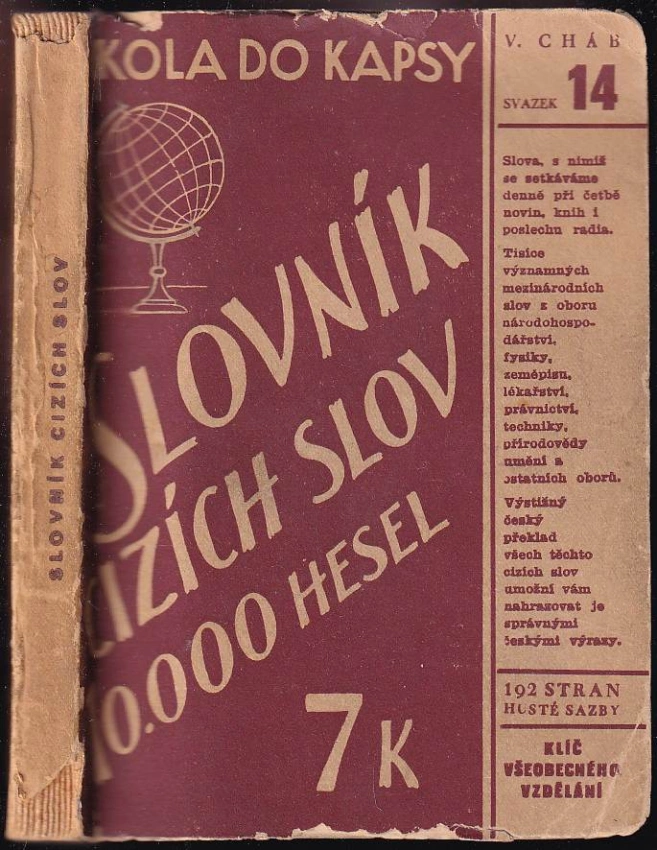 SLOVNÍK CIZÍCH SLOV
KOLA DO KAPSY
SLOVNÍK
CIZÍCH SLOV
10.000 HESEL
7 K
V. CHÁB
SVAZEK 14
Slova, s nimiž
se setkáváme
denně při četbě
novin, knih i
poslechu radia.
Tisíce
významných
mezinárodních
slov z oboru
národohospo-
dářství,
fysiky,
zeměpisu,
lékařství,
právnictví,
techniky,
přírodovědy
umění a
ostatních oborů.
Výstižný
český
překlad
všech těchto
cizích slov
umožní vám
nahrazovat je
správnými
českými výrazy.
192 STRAN
HUSTÉ SAZBY
KLÍČ
VŠEOBECNÉHO
VZDĚLÁNÍ